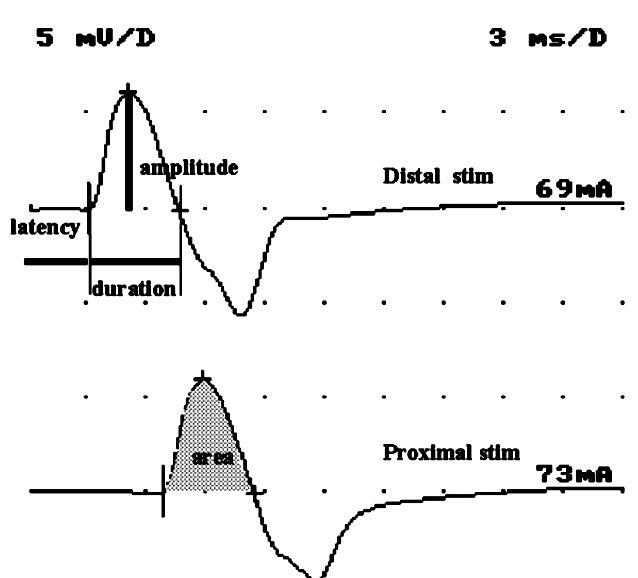 5 mV/D 3 ms/D
amplitude
Distal stim
69mA
latency
duration
area
Proximal stim
73mA